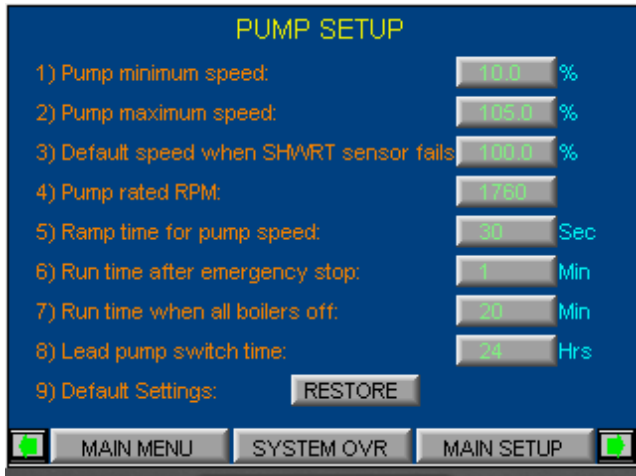 PUMP SETUP
1) Pump minimum speed: 10.0 %
2) Pump maximum speed: 105.0 %
3) Default speed when SHWRT sensor fails 100.0 %
4) Pump rated RPM: 1760
5) Ramp time for pump speed: 30 Sec
6) Run time after emergency stop: 1 Min
7) Run time when all boilers off: 20 Min
8) Lead pump switch time: 24 Hrs
9) Default Settings: RESTORE
MAIN MENU SYSTEM OVR MAIN SETUP